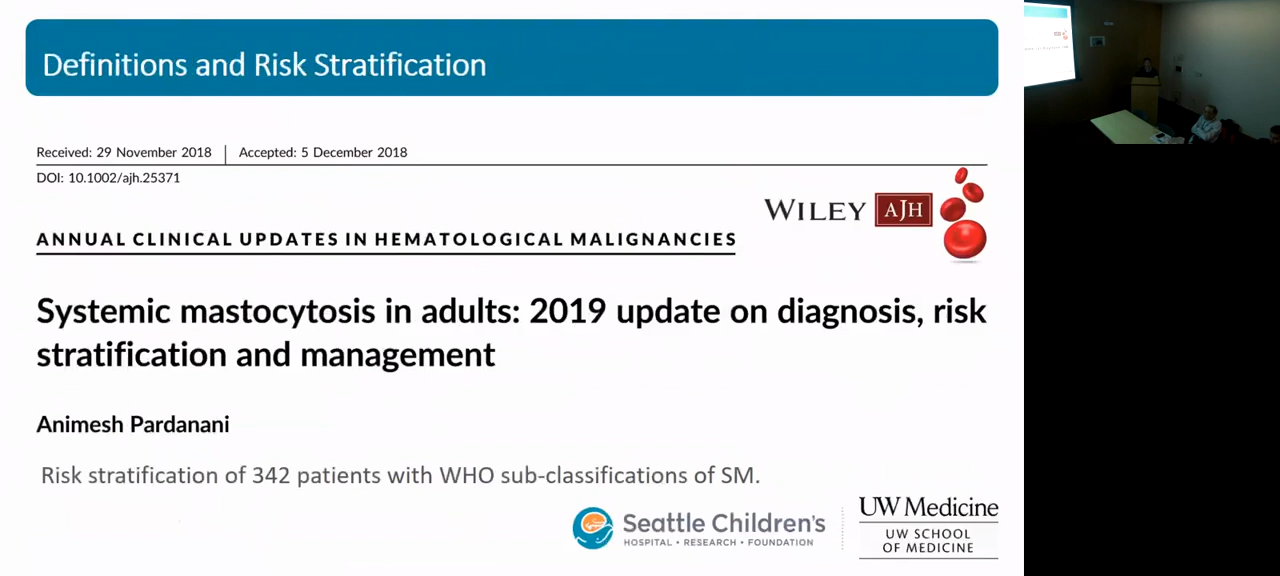 Definitions and Risk Stratification
Received: 29 November 2018 | Accepted: 5 December 2018
DOI: 10.1002/ajh.25371
WILEY AJH
ANNUAL CLINICAL UPDATES IN HEMATOLOGICAL MALIGNANCIES
Systemic mastocytosis in adults: 2019 update on diagnosis, risk
stratification and management
Animesh Pardanani
Risk stratification of 342 patients with WHO sub-classifications of SM.
Seattle Children's
HOSPITAL • RESEARCH • FOUNDATION
UW Medicine
UW SCHOOL
OF MEDICINE